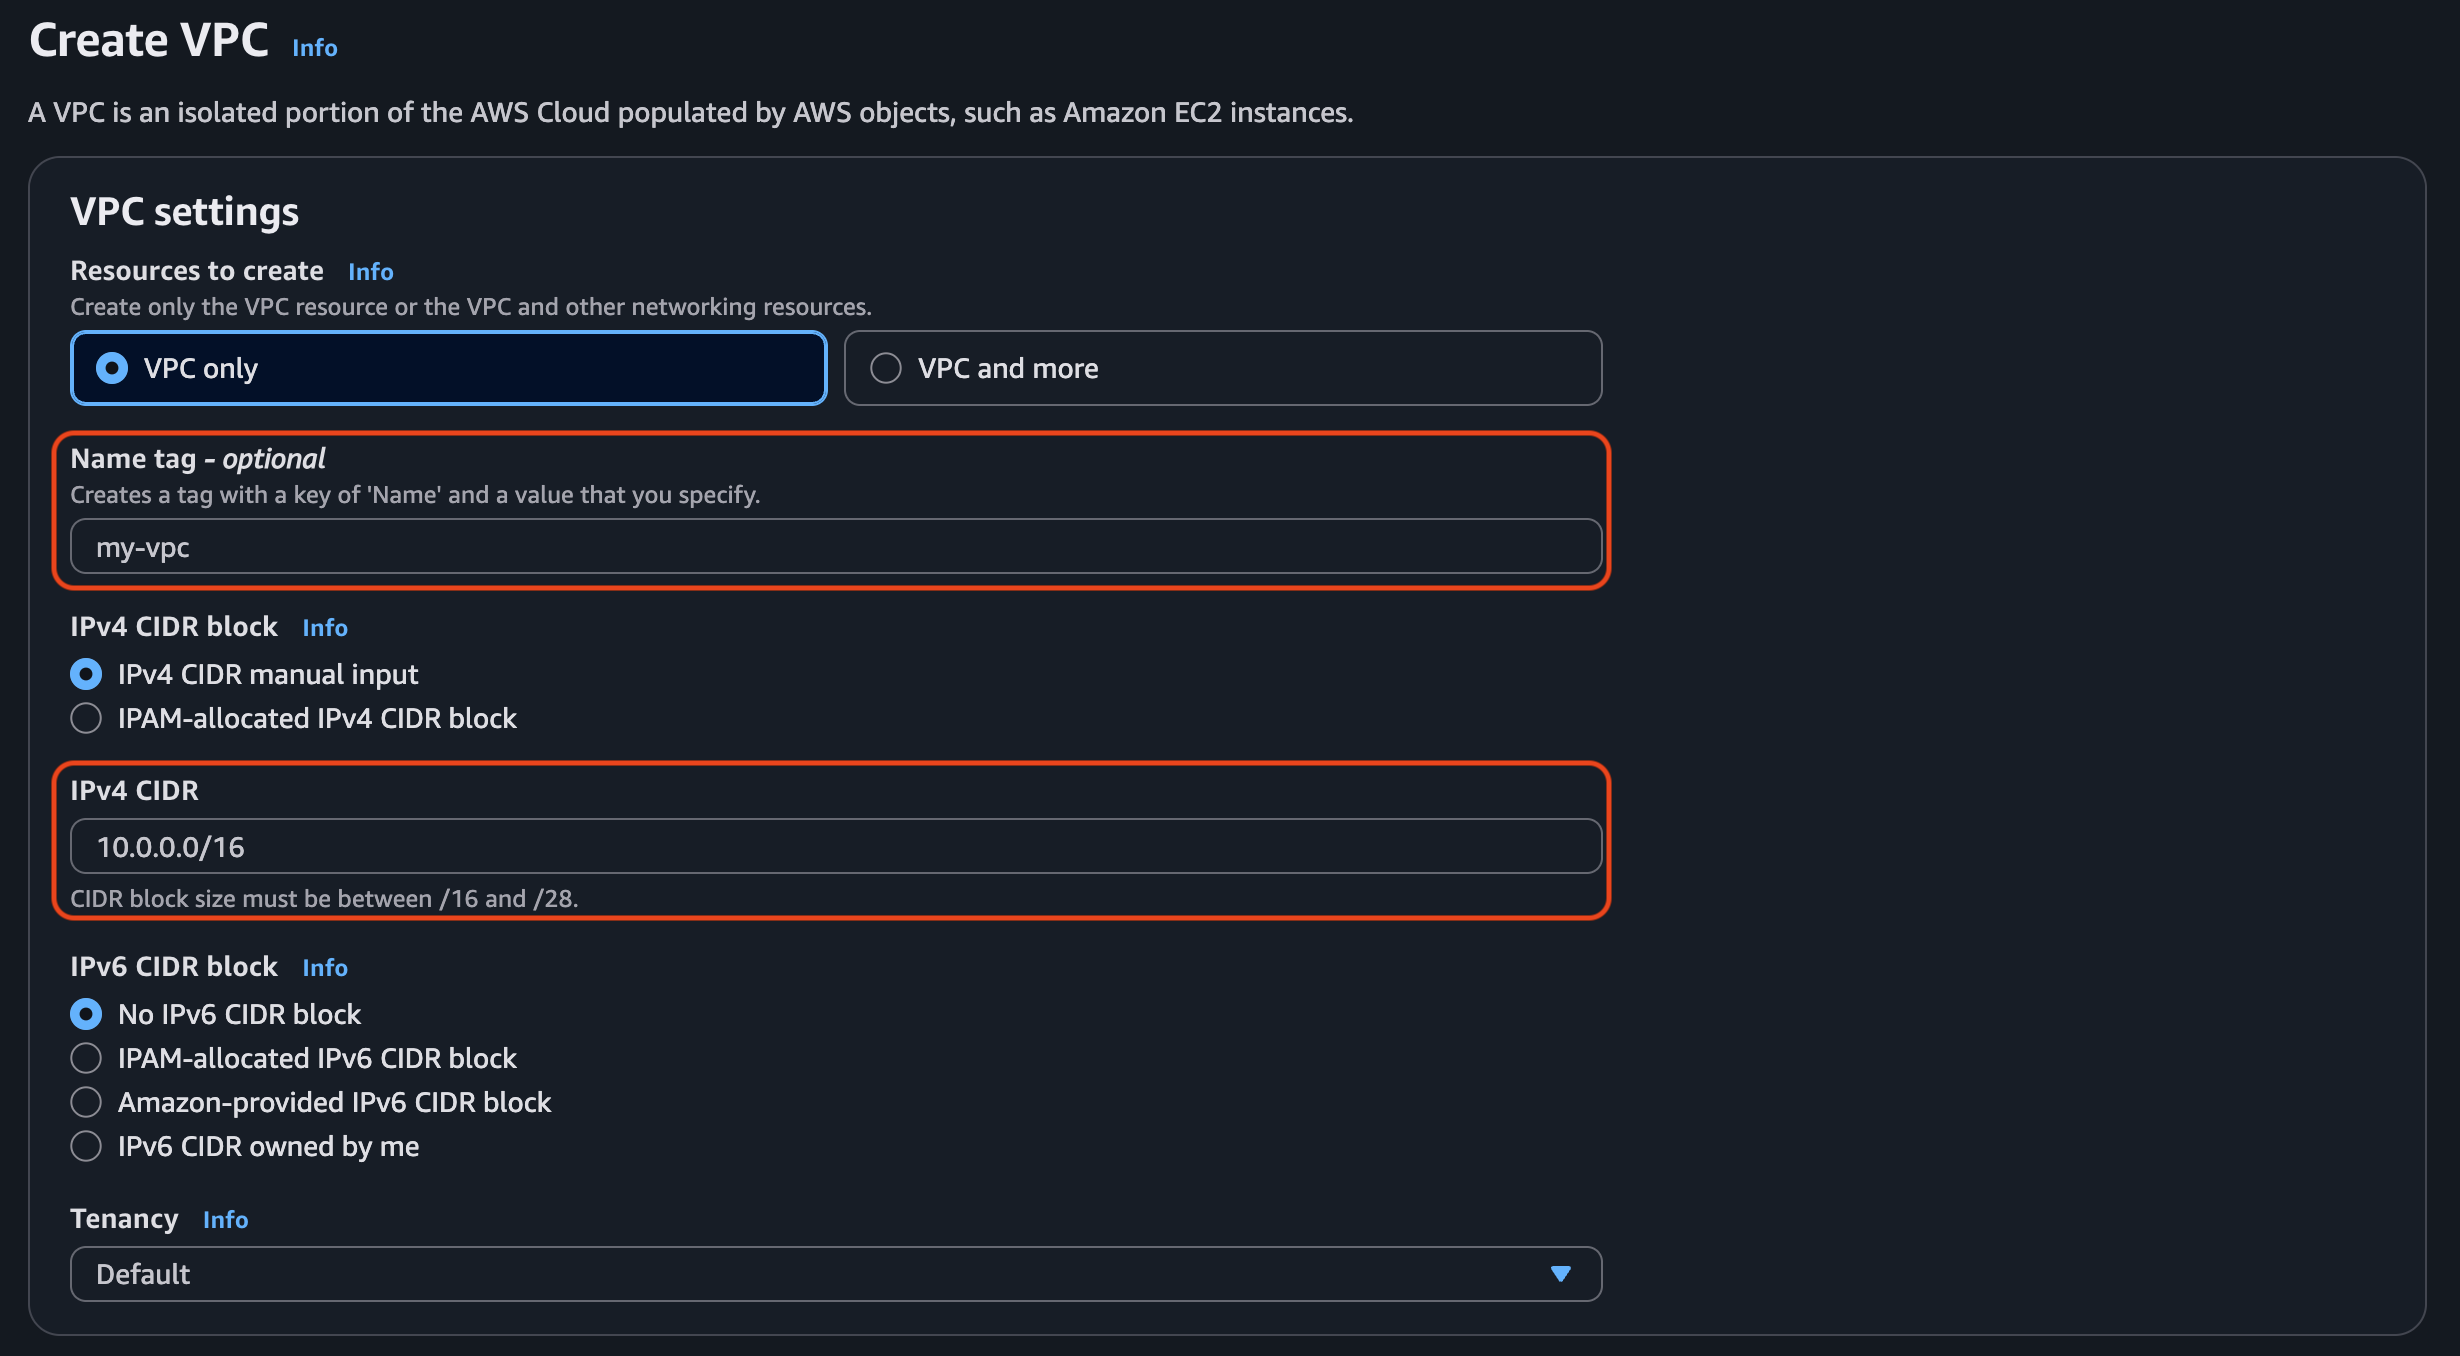 Create VPC Info
A VPC is an isolated portion of the AWS Cloud populated by AWS objects, such as Amazon EC2 instances.
VPC settings
Resources to create Info
Create only the VPC resource or the VPC and other networking resources.
VPC only VPC and more
Name tag - optional
Creates a tag with a key of 'Name' and a value that you specify.
my-vpc
IPv4 CIDR block Info
IPv4 CIDR manual input
IPAM-allocated IPv4 CIDR block
IPv4 CIDR
10.0.0.0/16
CIDR block size must be between /16 and /28.
IPv6 CIDR block Info
No IPv6 CIDR block
IPAM-allocated IPv6 CIDR block
Amazon-provided IPv6 CIDR block
IPv6 CIDR owned by me
Tenancy Info
Default